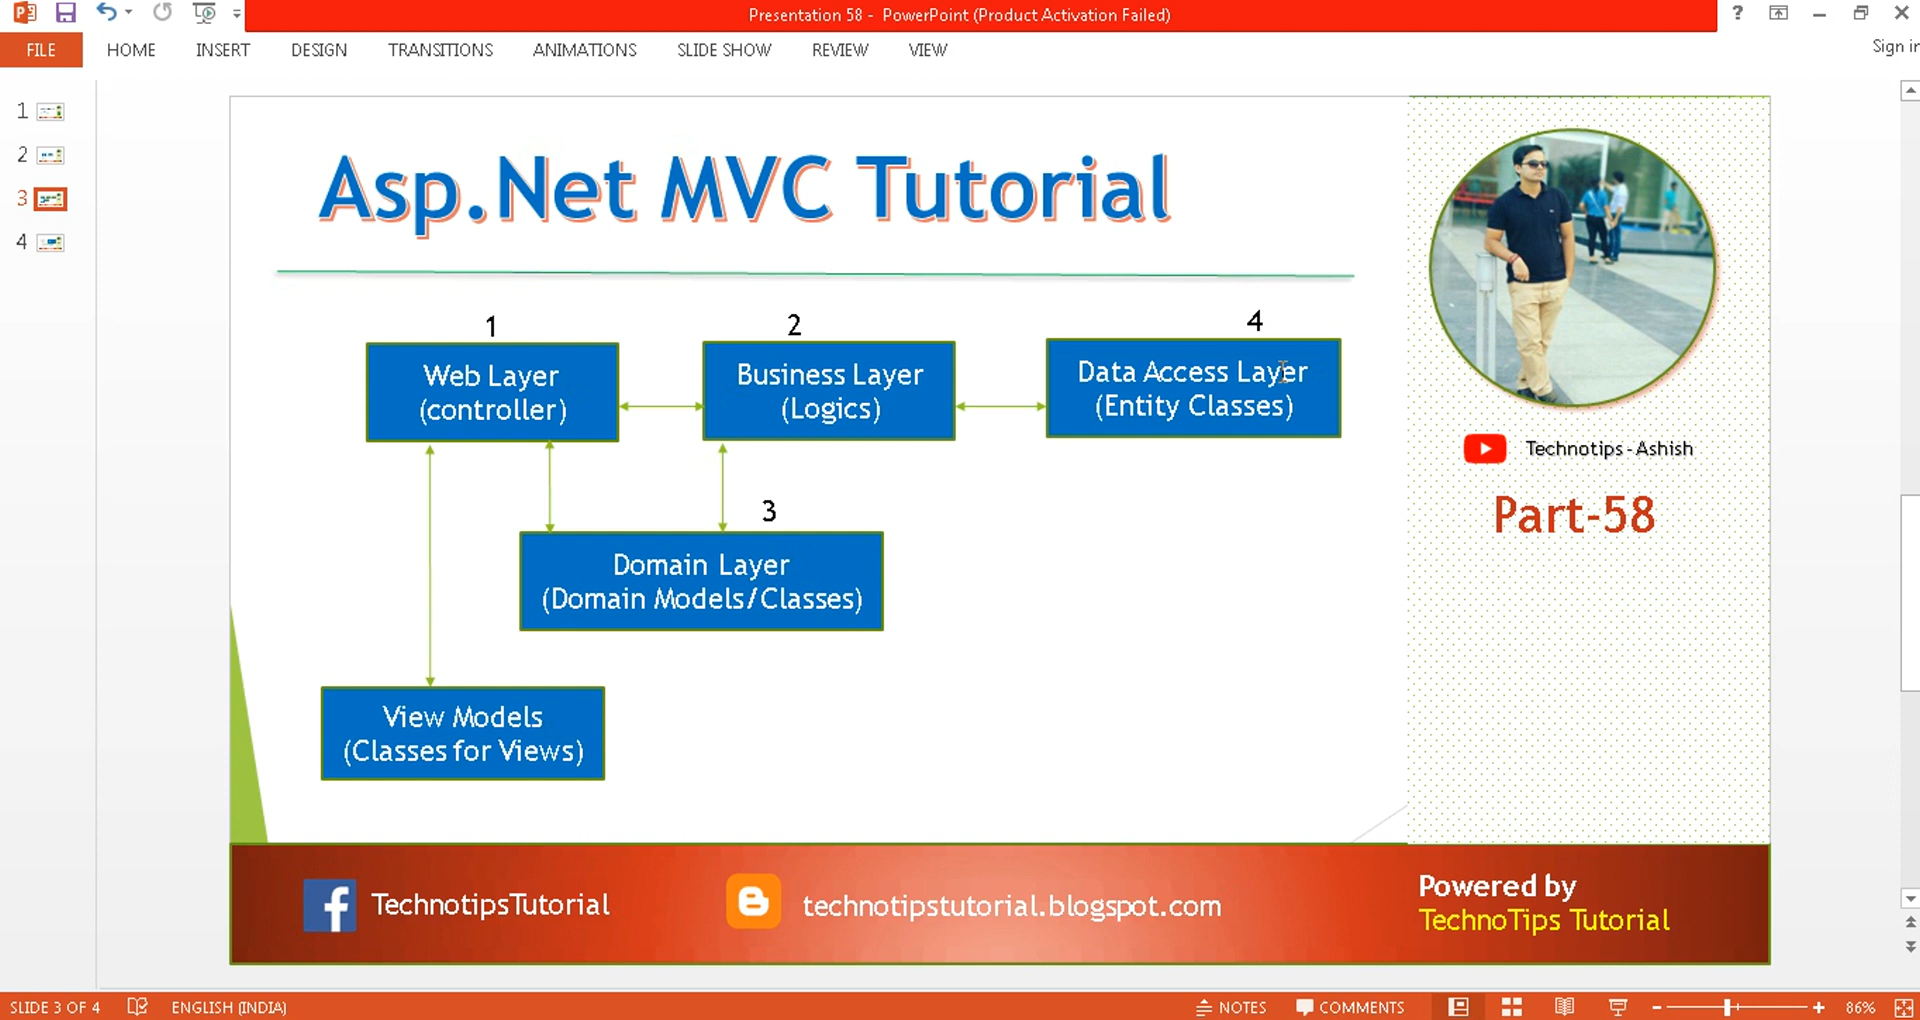 Presentation 58 - PowerPoint (Product Activation Failed)
?
Sign in
FILE HOME INSERT DESIGN TRANSITIONS ANIMATIONS SLIDE SHOW REVIEW VIEW
1
2
3
4
Asp.Net MVC Tutorial
1
2
4
Web Layer
(controller)
Business Layer
(Logics)
Data Access Layer
(Entity Classes)
3
Domain Layer
(Domain Models/Classes)
View Models
(Classes for Views)
Technotips - Ashish
Part-58
TechnotipsTutorial
technotipstutorial.blogspot.com
Powered by
TechnoTips Tutorial
SLIDE 3 OF 4 ENGLISH (INDIA) NOTES COMMENTS 86%